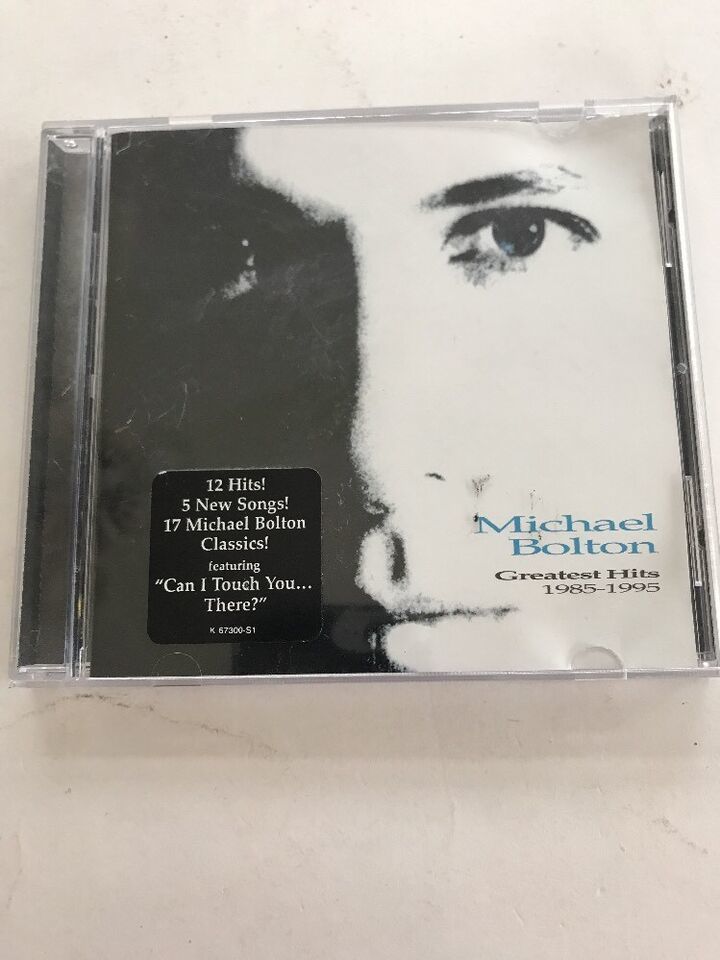 12 Hits!
5 New Songs!
17 Michael Bolton
Classics!
featuring
"Can I Touch You...
There?"
K 67300-S1
Michael
Bolton
Greatest Hits
1985-1995